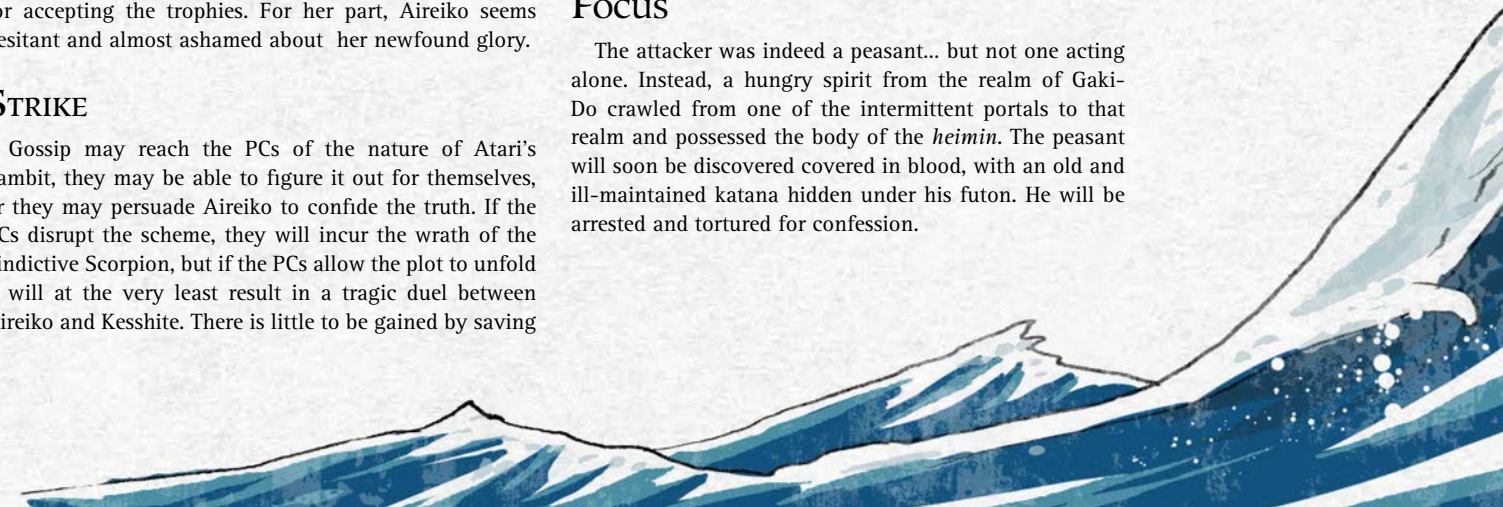 or accepting the trophies. For her part, Aireiko seems
esitant and almost ashamed about her newfound glory.
STRIKE
Gossip may reach the PCs of the nature of Atari's
ambit, they may be able to figure it out for themselves,
r they may persuade Aireiko to confide the truth. If the
Cs disrupt the scheme, they will incur the wrath of the
indictive Scorpion, but if the PCs allow the plot to unfold
will at the very least result in a tragic duel between
ireiko and Kesshite. There is little to be gained by saving
Focus
The attacker was indeed a peasant... but not one acting
alone. Instead, a hungry spirit from the realm of Gaki-
Do crawled from one of the intermittent portals to that
realm and possessed the body of the heimin. The peasant
will soon be discovered covered in blood, with an old and
ill-maintained katana hidden under his futon. He will be
arrested and tortured for confession.